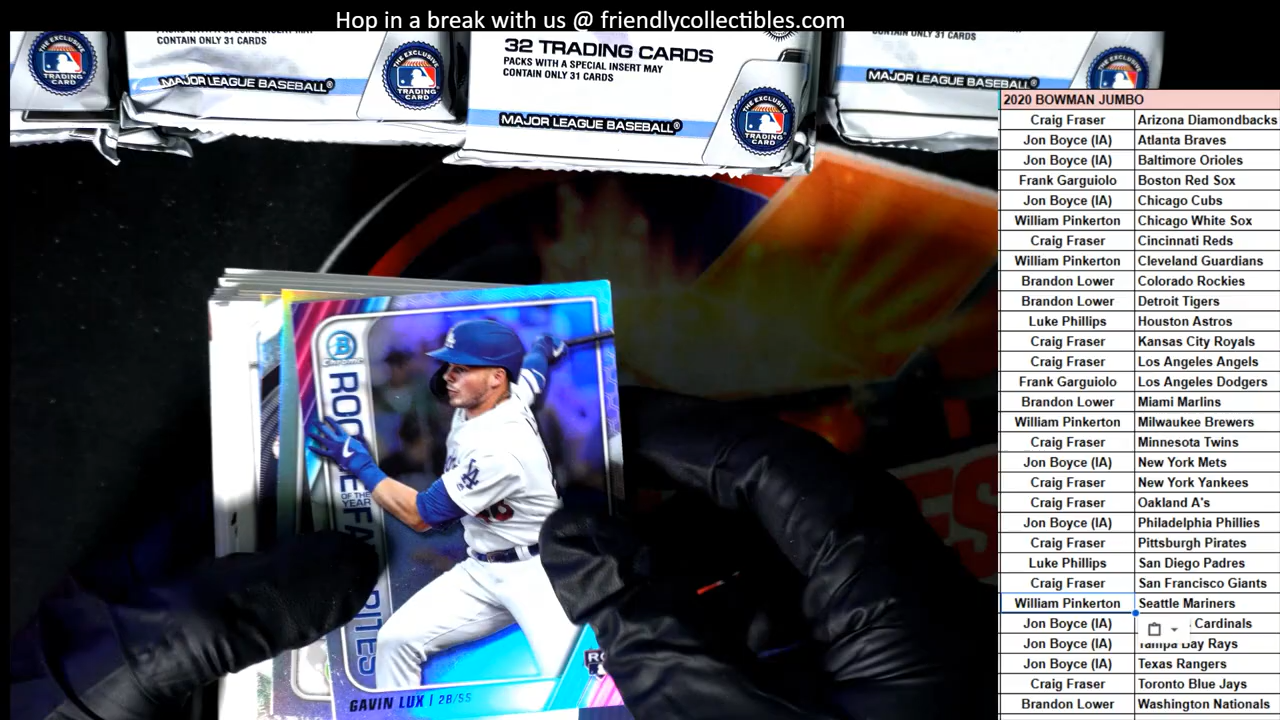 Hop in a break with us @ friendlycollectibles.com
THE EXCLUSIVE
TRADING
CARD
CONTAIN ONLY 31 CARDS
MAJOR LEAGUE BASEBALL®
THE EXCLUSIVE
TRADING
CARD
32 TRADING CARDS
PACKS WITH A SPECIAL INSERT MAY
CONTAIN ONLY 31 CARDS
MAJOR LEAGUE BASEBALL®
THE EXCLUSIVE
TRADING
CARD
CONTAIN ONLY 31 CARDS
MAJOR LEAGUE BASEBALL®
THE EXCLUSIVE
TRADING
CARD
B
CHROME
OF THE
YEAR
LA
GAVIN LUX | 28/55
2020 BOWMAN JUMBO
Craig Fraser Arizona Diamondbacks
Jon Boyce (IA) Atlanta Braves
Jon Boyce (IA) Baltimore Orioles
Frank Garguiolo Boston Red Sox
Jon Boyce (IA) Chicago Cubs
William Pinkerton Chicago White Sox
Craig Fraser Cincinnati Reds
William Pinkerton Cleveland Guardians
Brandon Lower Colorado Rockies
Brandon Lower Detroit Tigers
Luke Phillips Houston Astros
Craig Fraser Kansas City Royals
Craig Fraser Los Angeles Angels
Frank Garguiolo Los Angeles Dodgers
Brandon Lower Miami Marlins
William Pinkerton Milwaukee Brewers
Craig Fraser Minnesota Twins
Jon Boyce (IA) New York Mets
Craig Fraser New York Yankees
Craig Fraser Oakland A's
Jon Boyce (IA) Philadelphia Phillies
Craig Fraser Pittsburgh Pirates
Luke Phillips San Diego Padres
Craig Fraser San Francisco Giants
William Pinkerton Seattle Mariners
Jon Boyce (IA) Cardinals
Jon Boyce (IA) Tampa Bay Rays
Jon Boyce (IA) Texas Rangers
Craig Fraser Toronto Blue Jays
Brandon Lower Washington Nationals